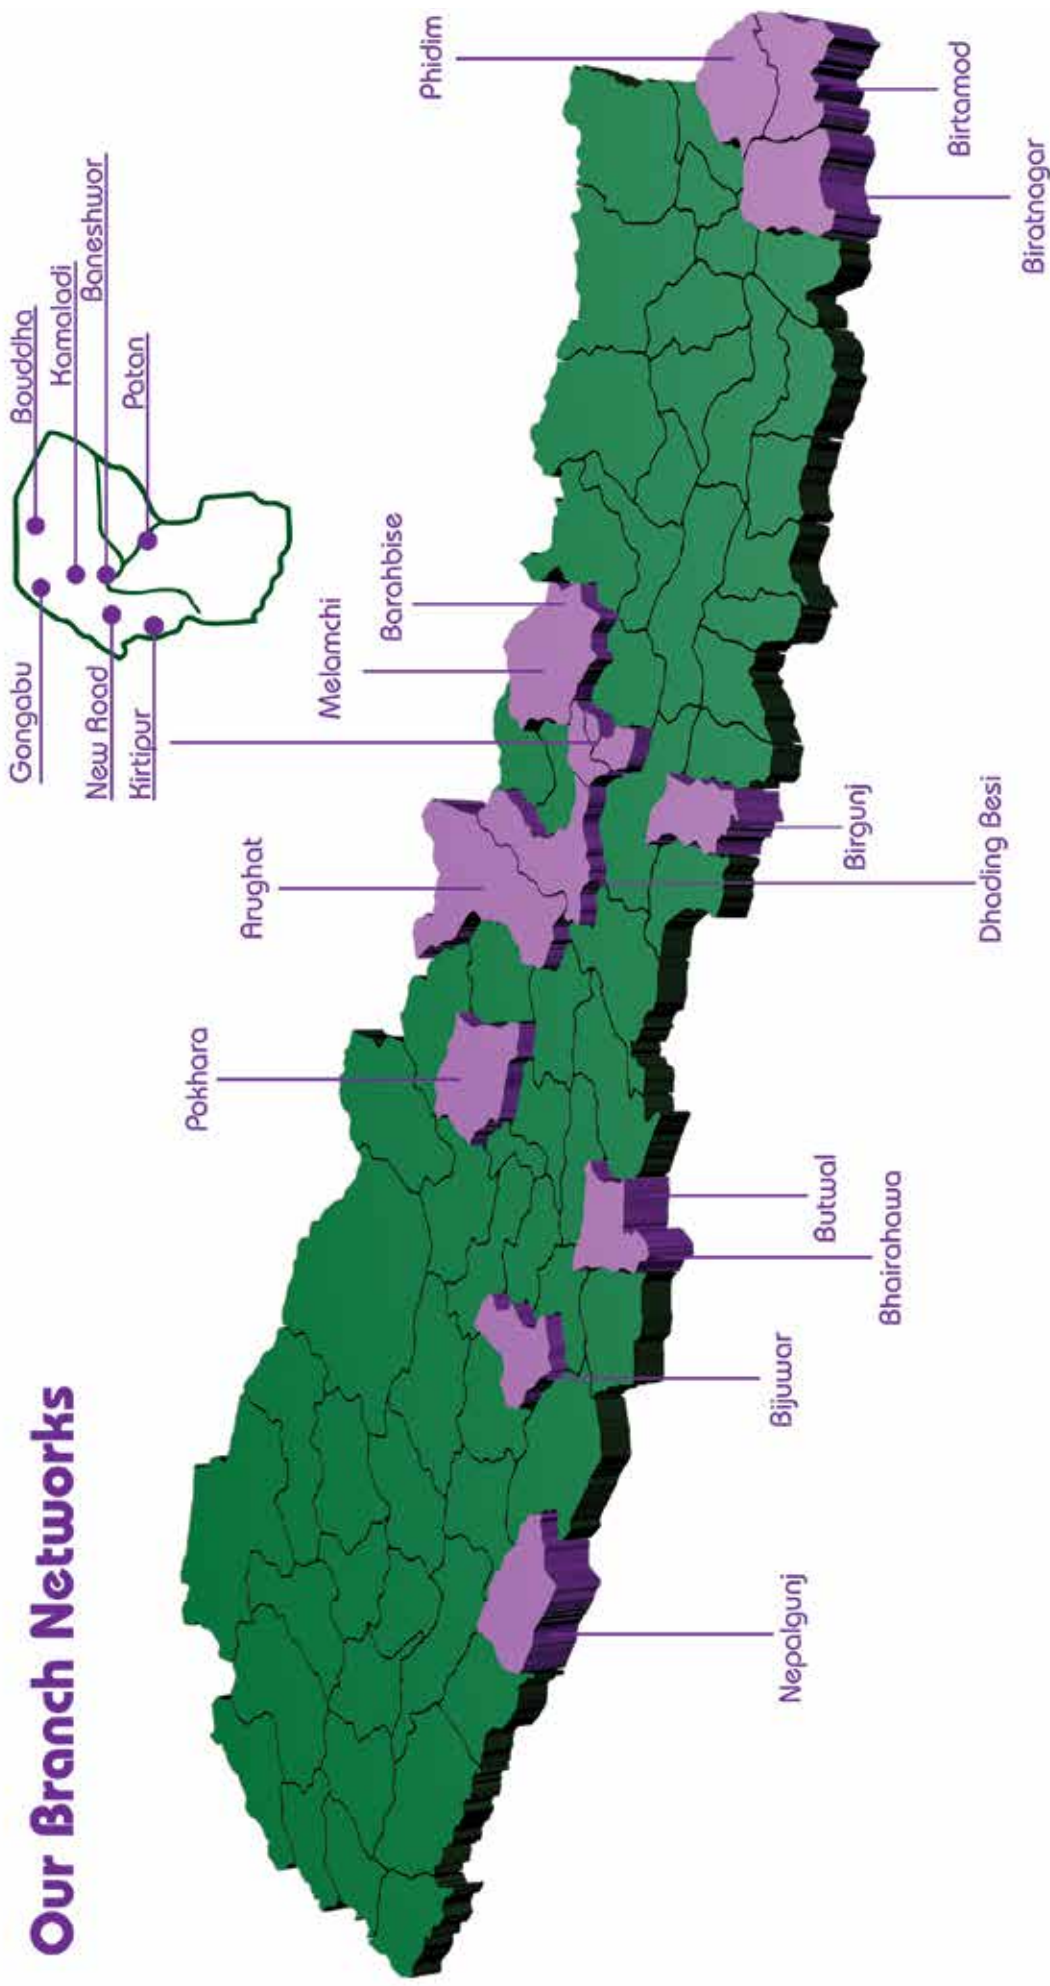 Our Branch Networks
Gongabu
New Road
Kirtipur
Bouddha
Kamaladi
Baneshwor
Patan
Pokhara
Arughat
Melamchi
Barahbise
Phidim
Nepalgunj
Bijuwar
Bhairahawa
Butwal
Birgunj
Dhading Besi
Biratnagar
Birtamod